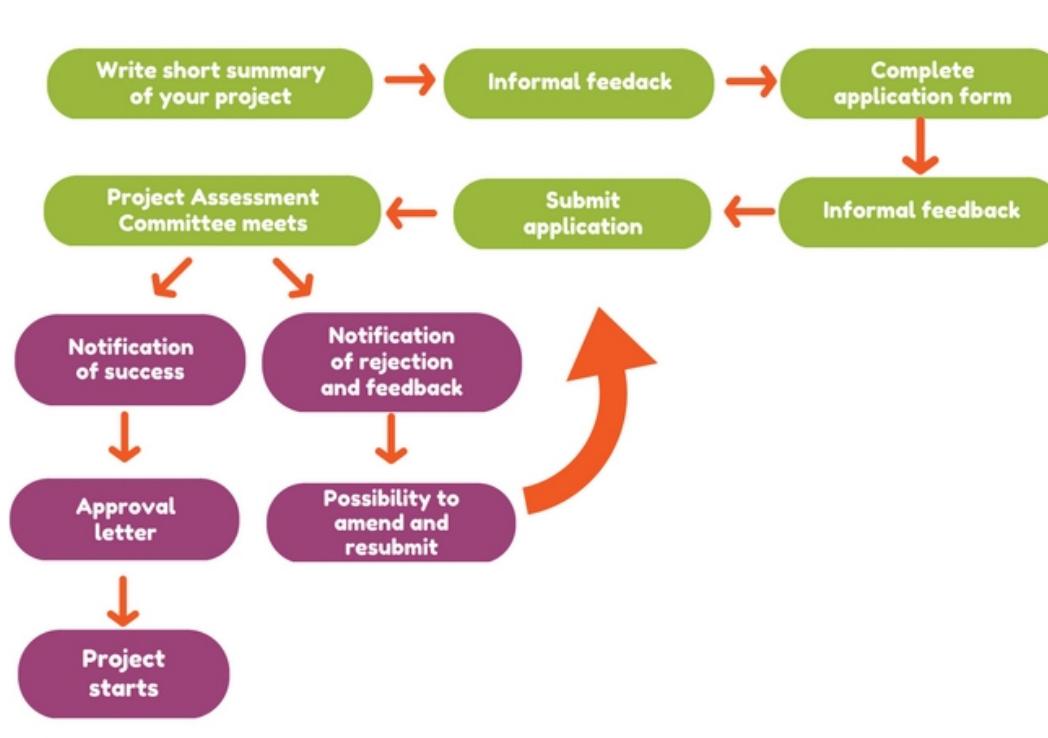 Write short summary
of your project
Informal feedack
Complete
application form
Informal feedback
Submit
application
Project Assessment
Committee meets
Notification
of success
Notification
of rejection
and feedback
Approval
letter
Possibility to
amend and
resubmit
Project
starts